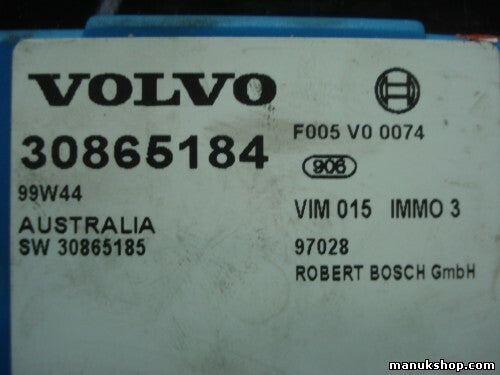 VOLVO
30865184
99W44
AUSTRALIA
SW 30865185
F005 V0 0074
906
VIM 015 IMMO 3
97028
ROBERT BOSCH GmbH
manukshop.com